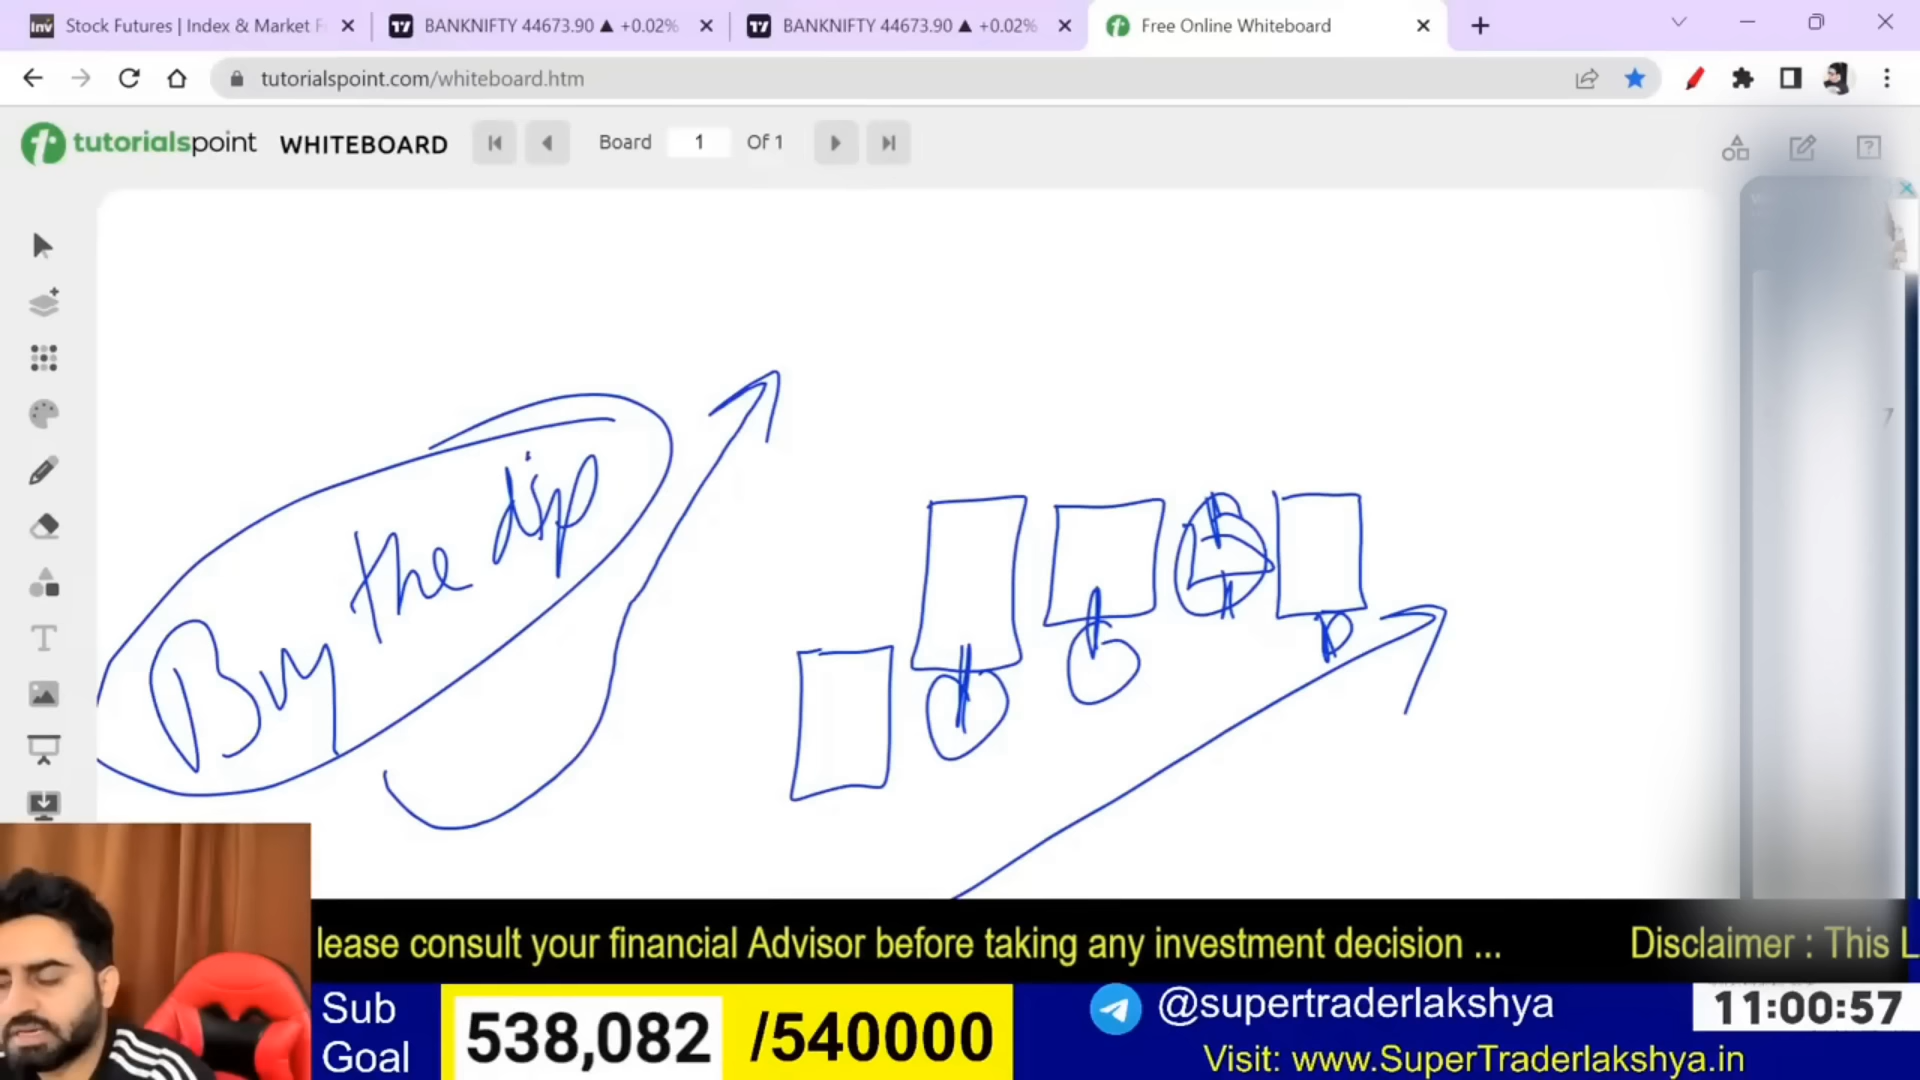 Inv Stock Futures | Index & Market F
BANKNIFTY 44673.90 ▲ +0.02%
BANKNIFTY 44673.90 ▲ +0.02%
Free Online Whiteboard
tutorialspoint.com/whiteboard.htm
tutorialspoint WHITEBOARD Board 1 Of 1
Buy the dip
lease consult your financial Advisor before taking any investment decision ... Disclaimer : This L
Sub Goal
538,082 /540000
@supertraderlakshya
11:00:57
Visit: www.SuperTraderlakshya.in